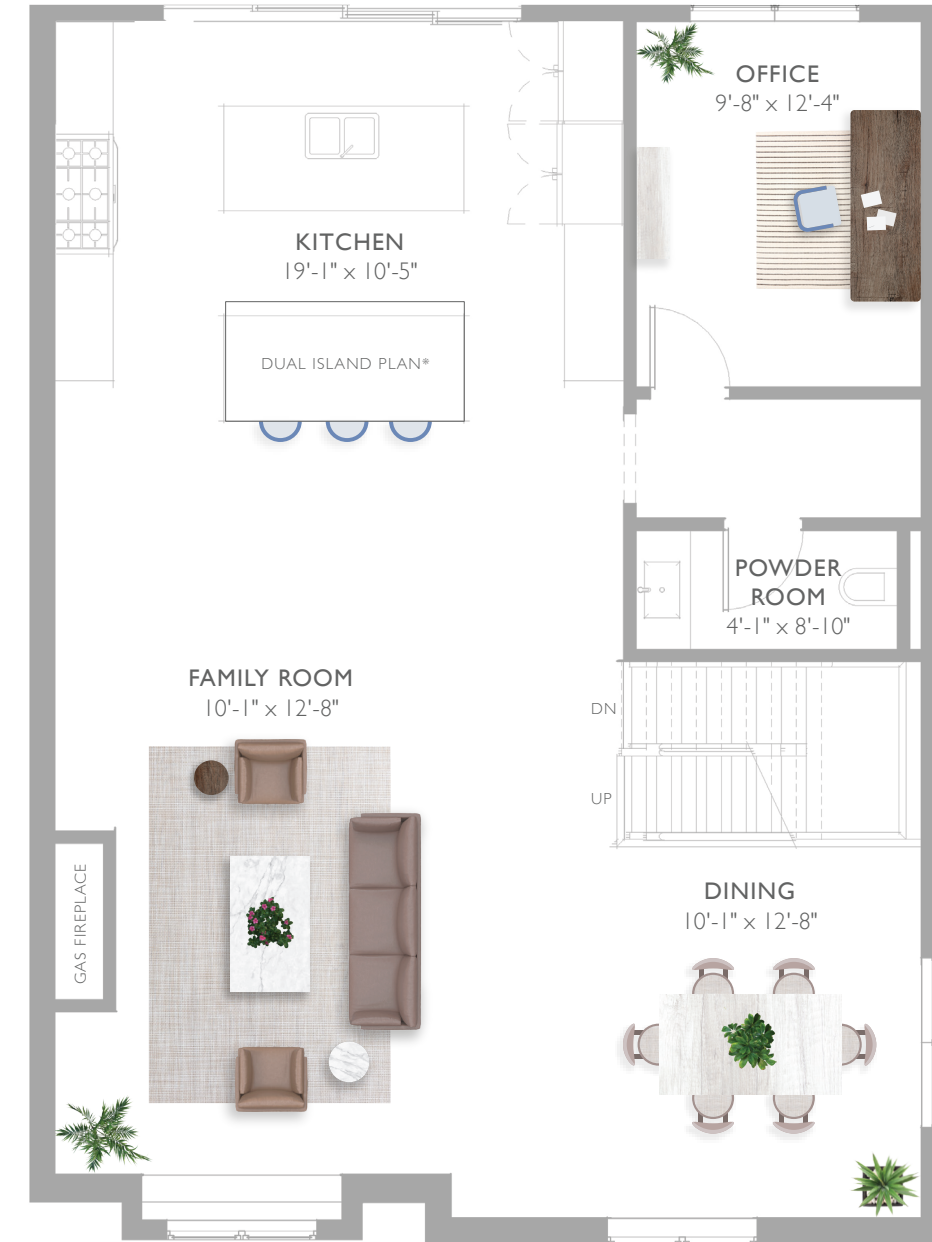 OFFICE
9'-8" x 12'-4"
KITCHEN
19'-1" x 10'-5"
DUAL ISLAND PLAN*
POWDER
ROOM
4'-1" x 8'-10"
FAMILY ROOM
10'-1" x 12'-8"
DN
UP
GAS FIREPLACE
DINING
10'-1" x 12'-8"